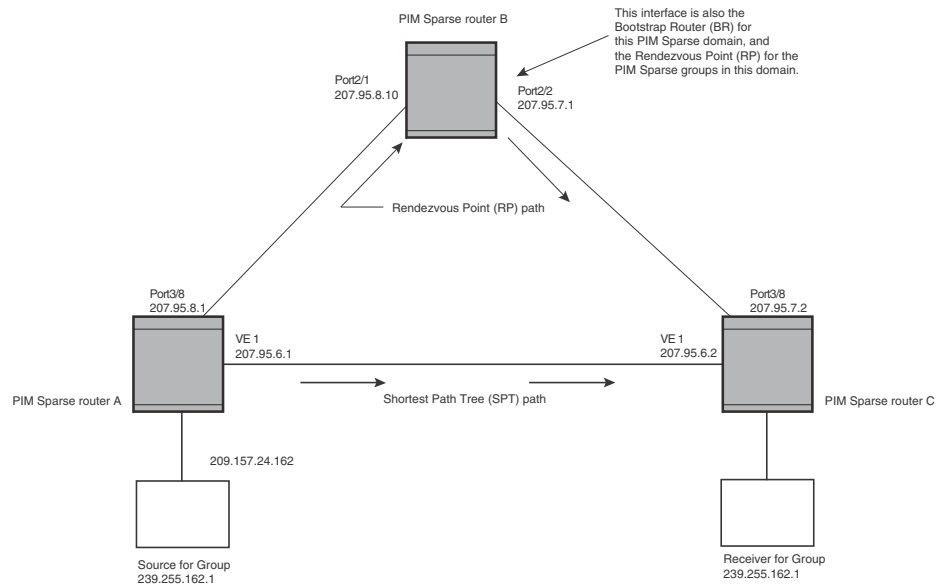 PIM Sparse router B
This interface is also the
Bootstrap Router (BR) for
this PIM Sparse domain, and
the Rendezvous Point (RP) for the
PIM Sparse groups in this domain.
Port2/1
207.95.8.10
Port2/2
207.95.7.1
Rendezvous Point (RP) path
Port3/8
207.95.8.1
Port3/8
207.95.7.2
VE 1
207.95.6.1
VE 1
207.95.6.2
PIM Sparse router A
Shortest Path Tree (SPT) path
PIM Sparse router C
209.157.24.162
Source for Group
239.255.162.1
Receiver for Group
239.255.162.1